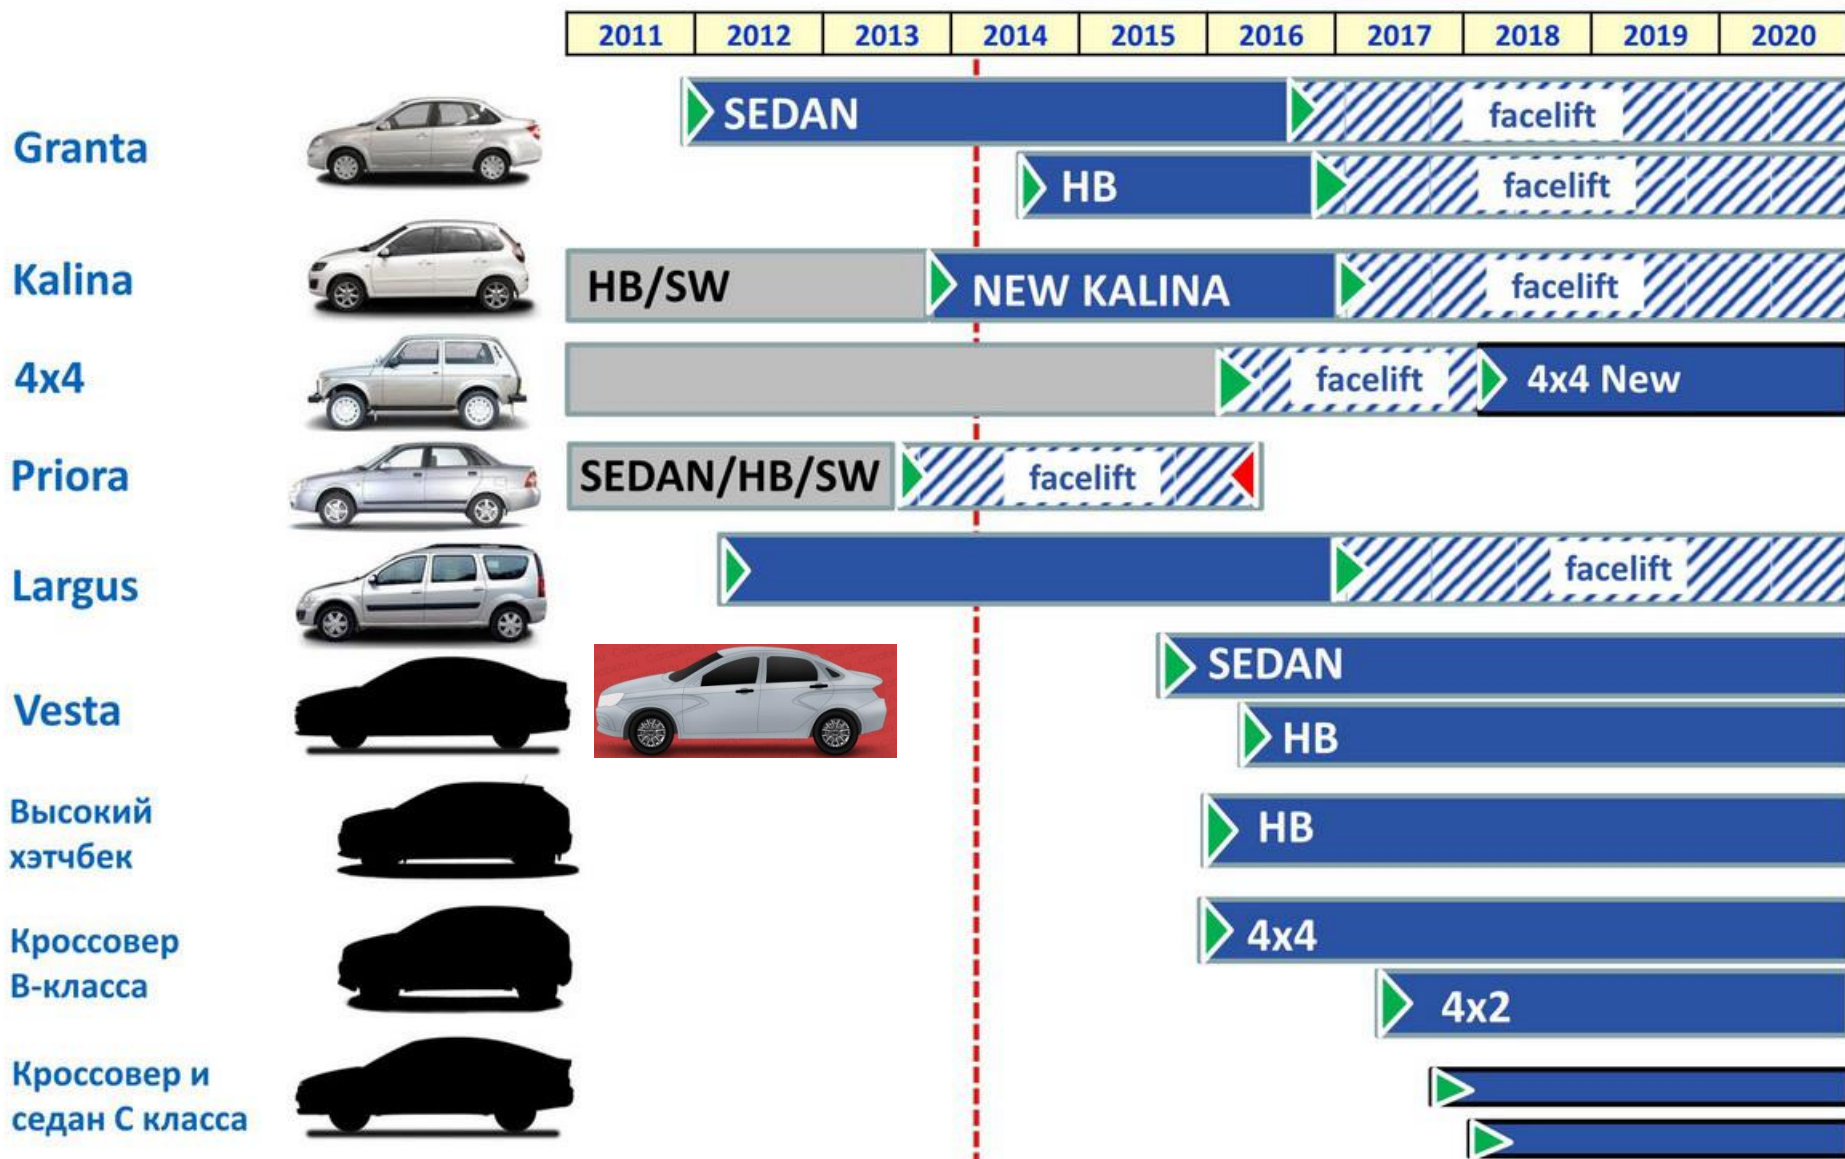 2011 2012 2013 2014 2015 2016 2017 2018 2019 2020
Granta
SEDAN facelift
HB facelift
Kalina
HB/SW NEW KALINA facelift
4x4
facelift 4x4 New
Priora
SEDAN/HB/SW facelift
Largus
facelift
Vesta
SEDAN
HB
Высокий
хэтчбек
HB
Кроссовер
В-класса
4x4
4x2
Кроссовер и
седан С класса